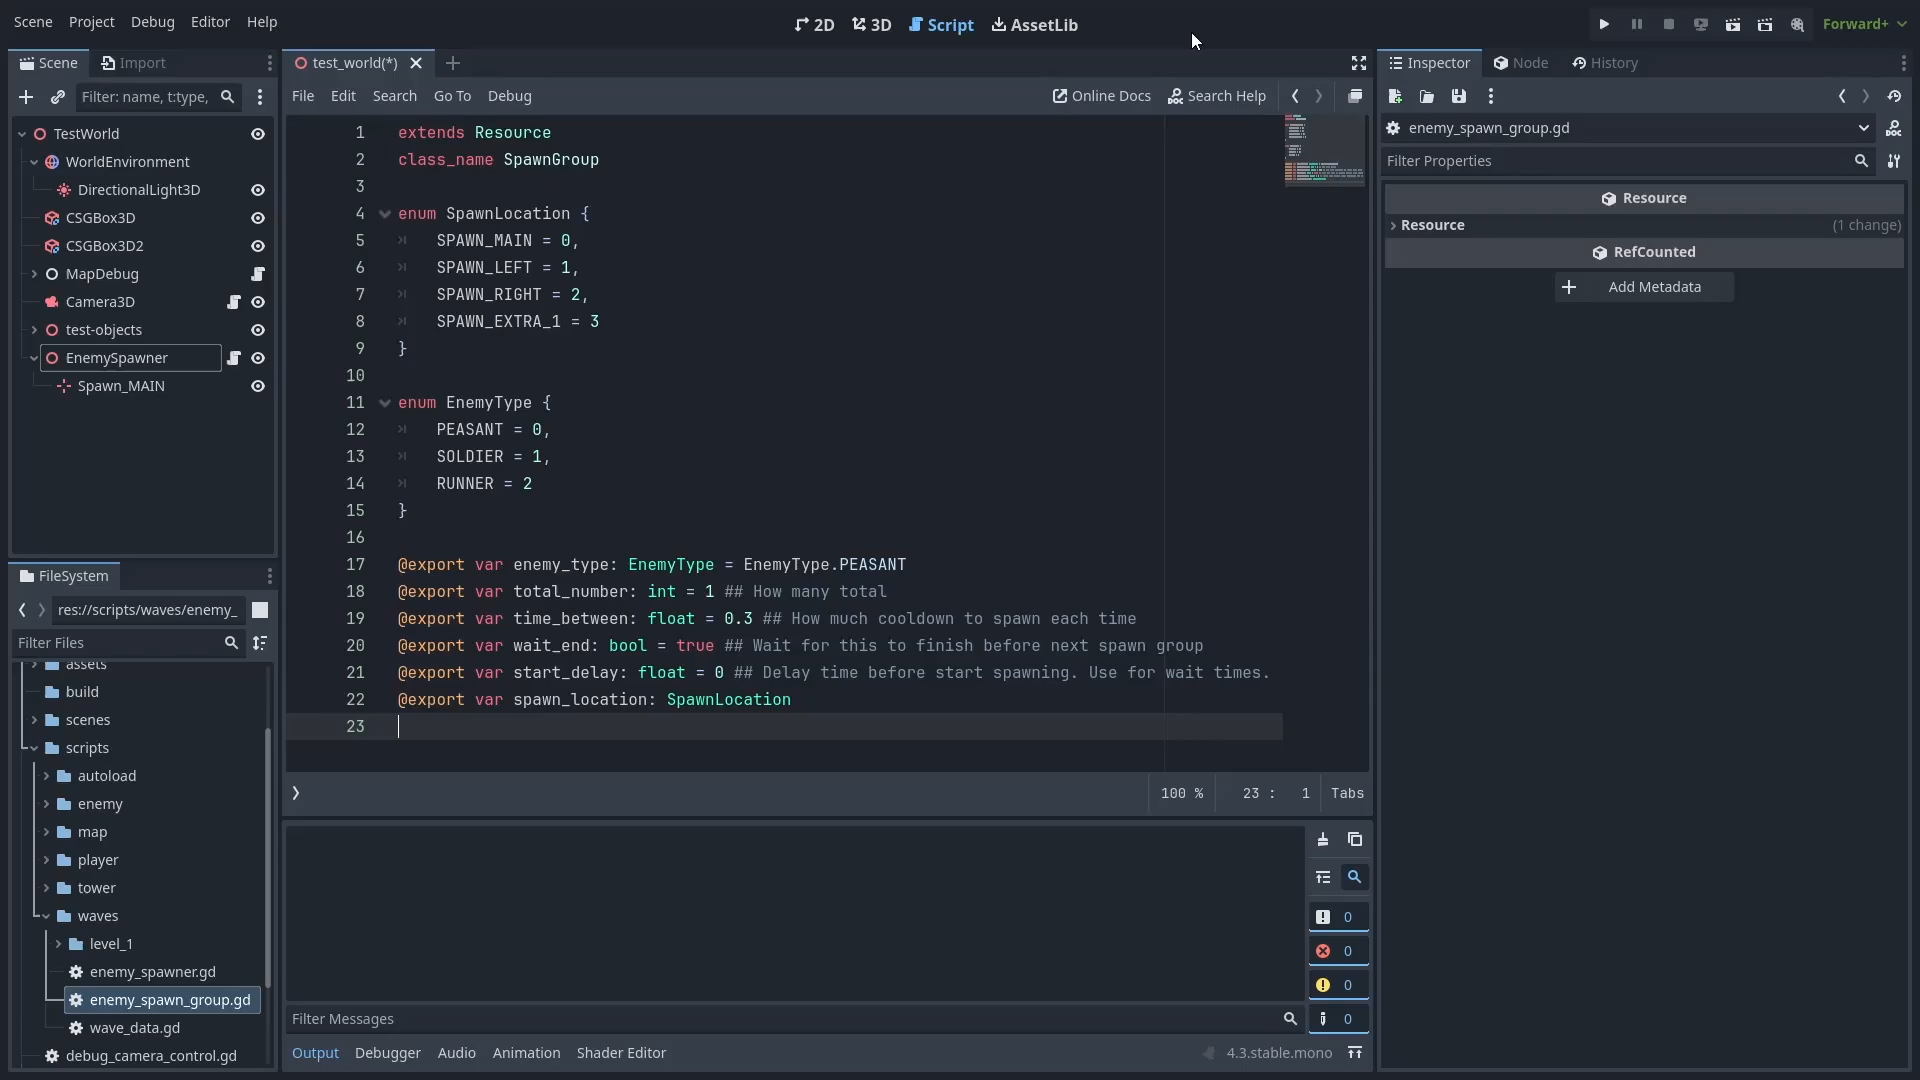 Scene Project Debug Editor Help
2D 3D Script AssetLib
Forward+
Scene Import
Filter: name, t:type,
TestWorld
WorldEnvironment
DirectionalLight3D
CSGBox3D
CSGBox3D2
MapDebug
Camera3D
test-objects
EnemySpawner
Spawn_MAIN
FileSystem
res://scripts/waves/enemy_
Filter Files
assets
build
scenes
scripts
autoload
enemy
map
player
tower
waves
level_1
enemy_spawner.gd
enemy_spawn_group.gd
wave_data.gd
debug_camera_control.gd
test_world(*)
File Edit Search Go To Debug
Online Docs Search Help
1 extends Resource
2 class_name SpawnGroup
3
4 enum SpawnLocation {
5 SPAWN_MAIN = 0,
6 SPAWN_LEFT = 1,
7 SPAWN_RIGHT = 2,
8 SPAWN_EXTRA_1 = 3
9 }
10
11 enum EnemyType {
12 PEASANT = 0,
13 SOLDIER = 1,
14 RUNNER = 2
15 }
16
17 @export var enemy_type: EnemyType = EnemyType.PEASANT
18 @export var total_number: int = 1 ## How many total
19 @export var time_between: float = 0.3 ## How much cooldown to spawn each time
20 @export var wait_end: bool = true ## Wait for this to finish before next spawn group
21 @export var start_delay: float = 0 ## Delay time before start spawning. Use for wait times.
22 @export var spawn_location: SpawnLocation
23
100 % 23 : 1 Tabs
0
0
0
0
Filter Messages
Output Debugger Audio Animation Shader Editor
4.3.stable.mono
Inspector Node History
enemy_spawn_group.gd
Filter Properties
Resource
Resource (1 change)
RefCounted
Add Metadata